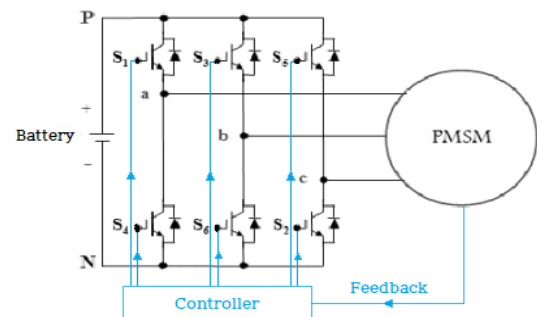 P
S1 S3 S5
a
+
Battery
b
PMSM
−
c
S4 S6 S2
N
Feedback
Controller